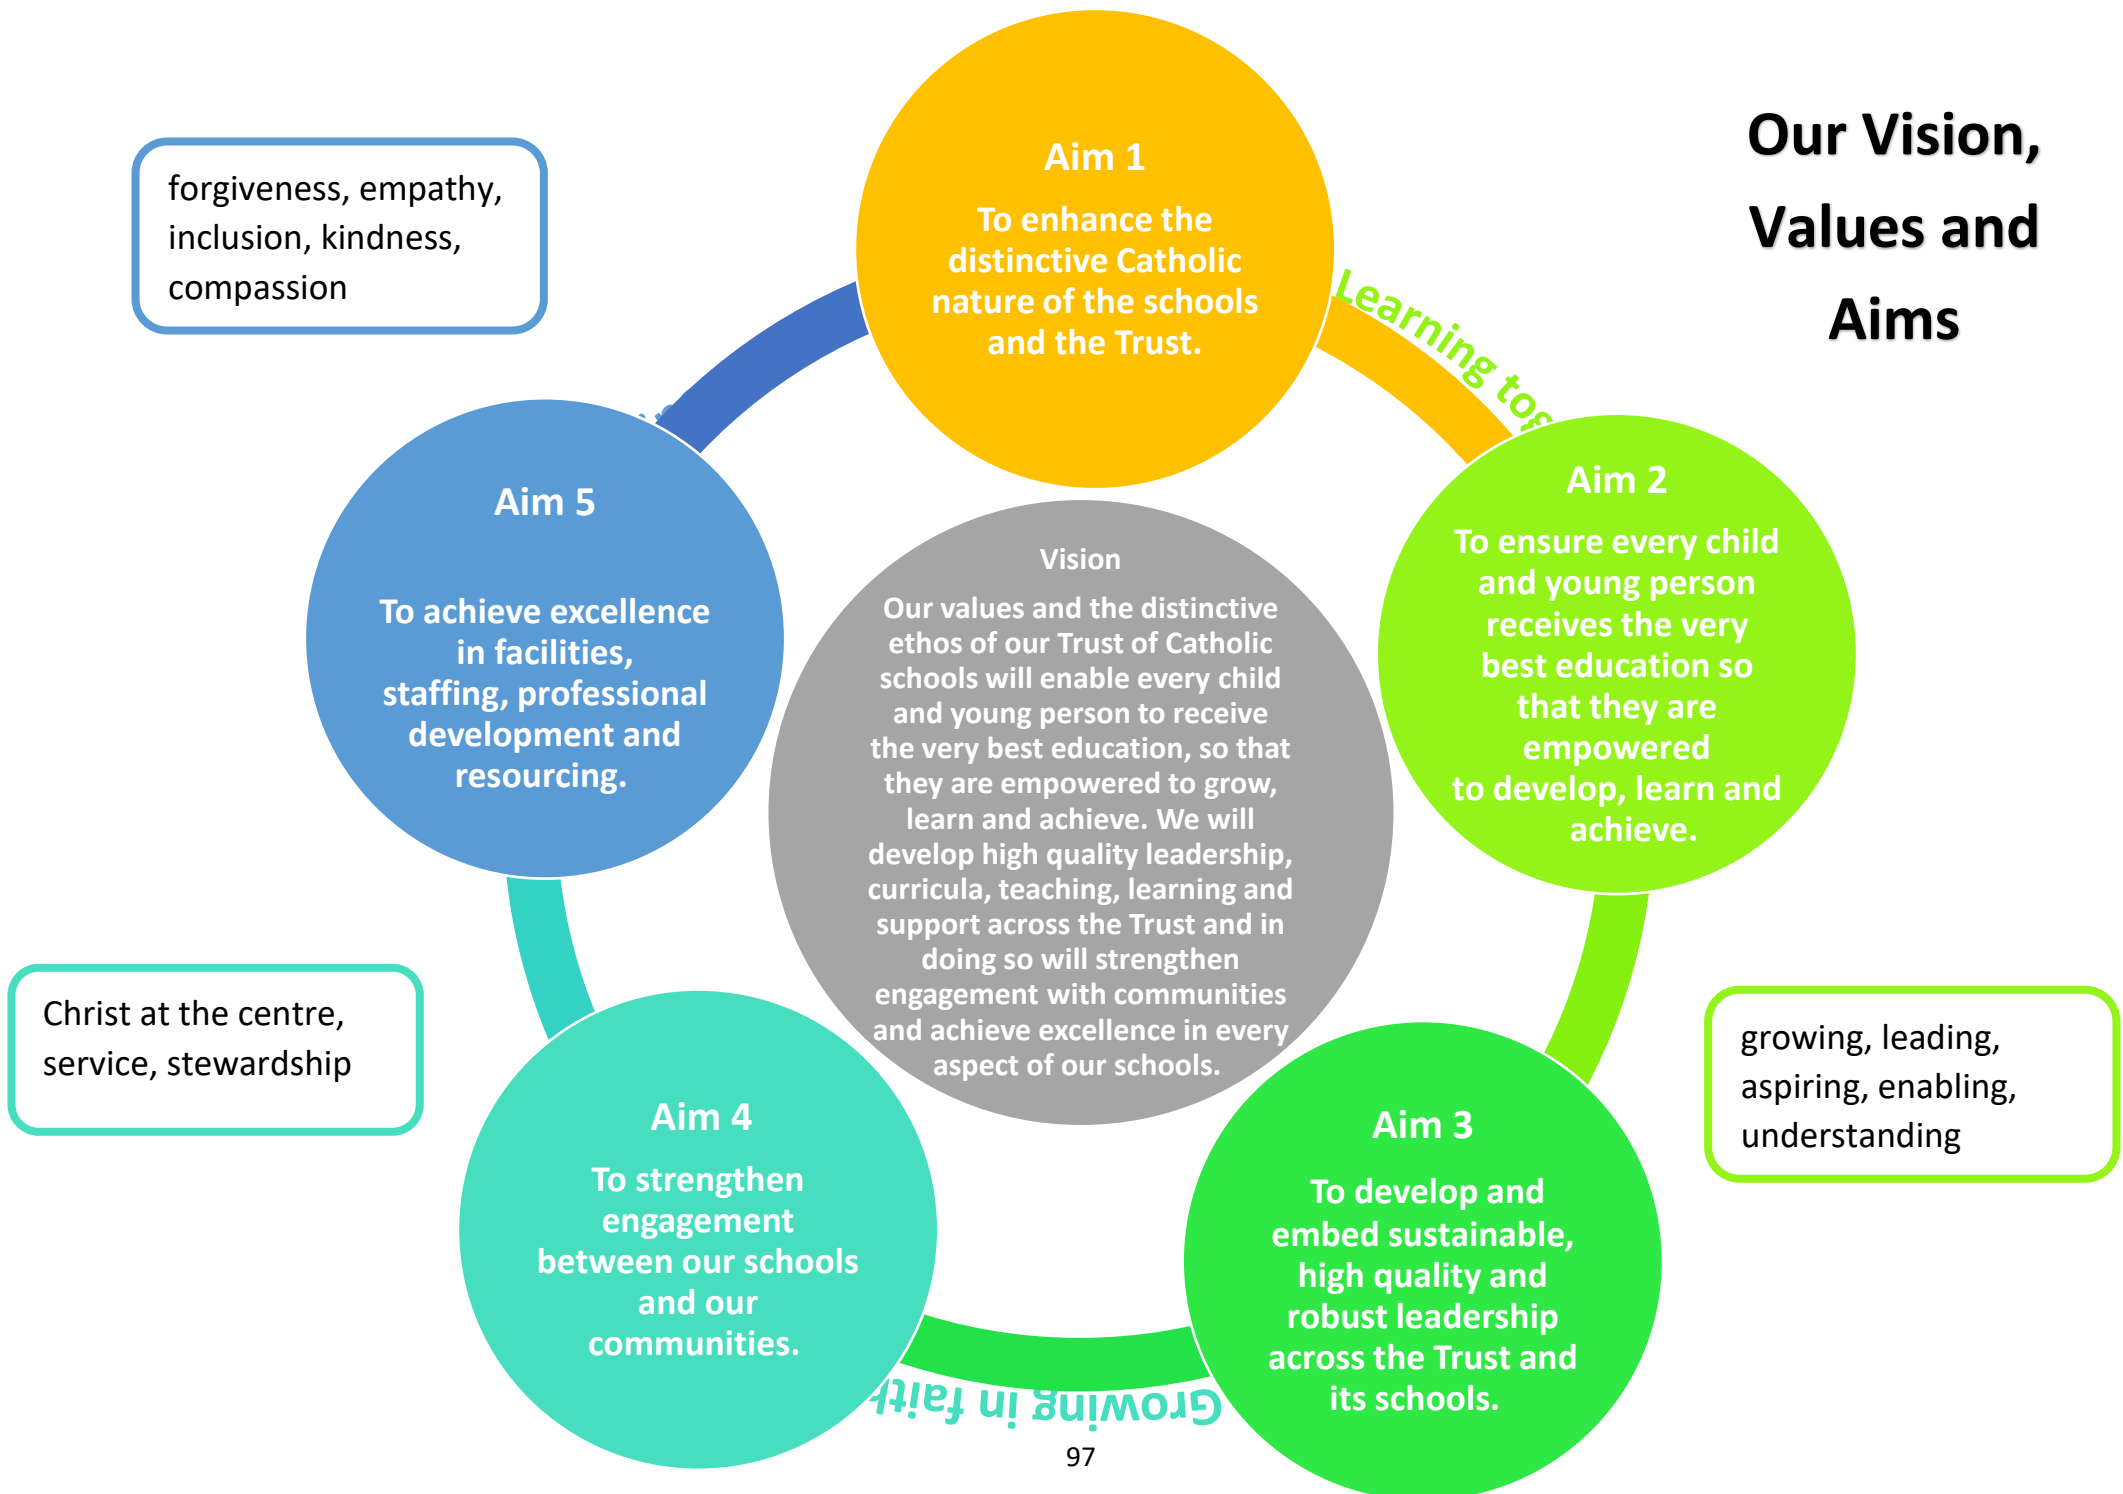 Our Vision,
Values and
Aims
forgiveness, empathy,
inclusion, kindness,
compassion
Aim 1
To enhance the
distinctive Catholic
nature of the schools
and the Trust.
Learning
Aim 2
To ensure every child
and young person
receives the very
best education so
that they are
empowered
to develop, learn and
achieve.
growing, leading,
aspiring, enabling,
understanding
Aim 3
To develop and
embed sustainable,
high quality and
robust leadership
across the Trust and
its schools.
Growing in faith
Aim 4
To strengthen
engagement
between our schools
and our
communities.
Christ at the centre,
service, stewardship
Aim 5
To achieve excellence
in facilities,
staffing, professional
development and
resourcing.
Vision
Our values and the distinctive
ethos of our Trust of Catholic
schools will enable every child
and young person to receive
the very best education, so that
they are empowered to grow,
learn and achieve. We will
develop high quality leadership,
curricula, teaching, learning and
support across the Trust and in
doing so will strengthen
engagement with communities
and achieve excellence in every
aspect of our schools.
97